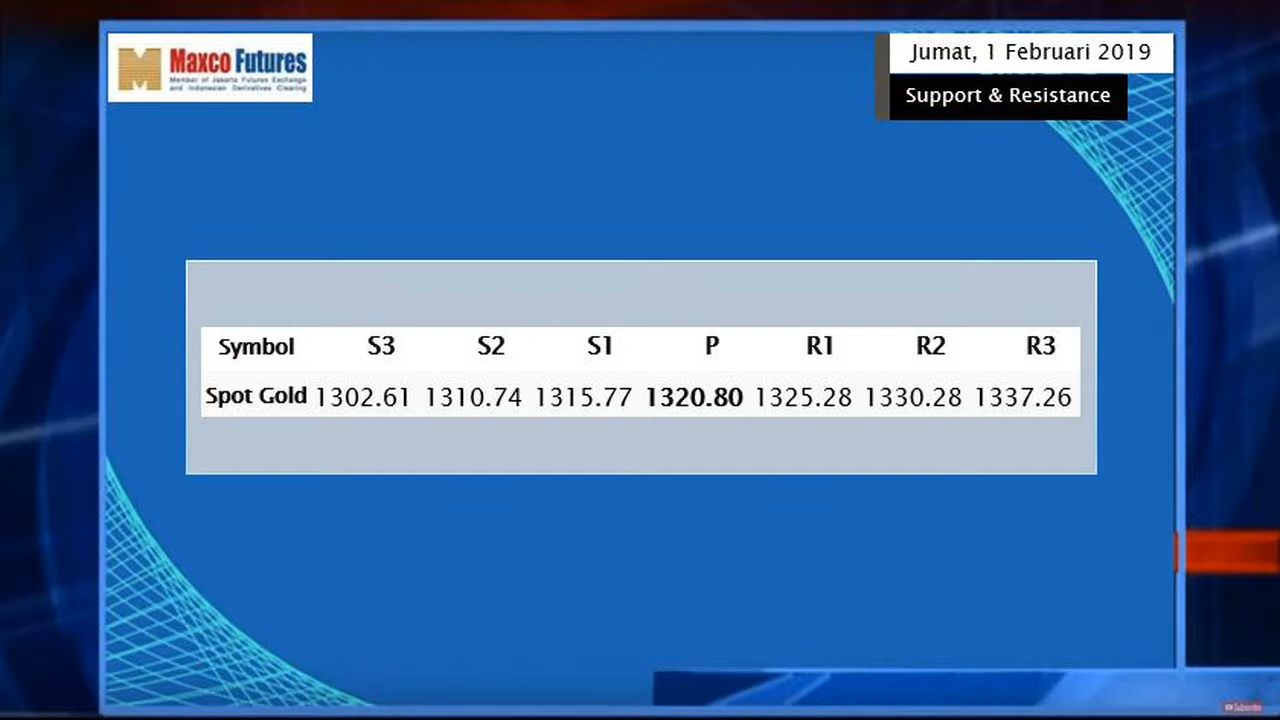 Maxco Futures
Member of Jakarta Futures Exchange
and Indonesian Derivatives Clearing
Jumat, 1 Februari 2019
Support & Resistance
Symbol S3 S2 S1 P R1 R2 R3
Spot Gold 1302.61 1310.74 1315.77 1320.80 1325.28 1330.28 1337.26
Subscribe